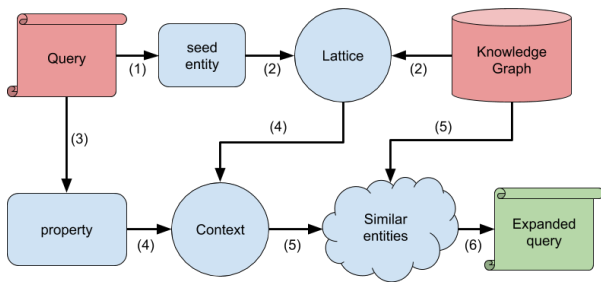 Query
(1)
seed
entity
(2)
Lattice
(2)
Knowledge
Graph
(3)
(4)
(5)
property
(4)
Context
(5)
Similar
entities
(6)
Expanded
query